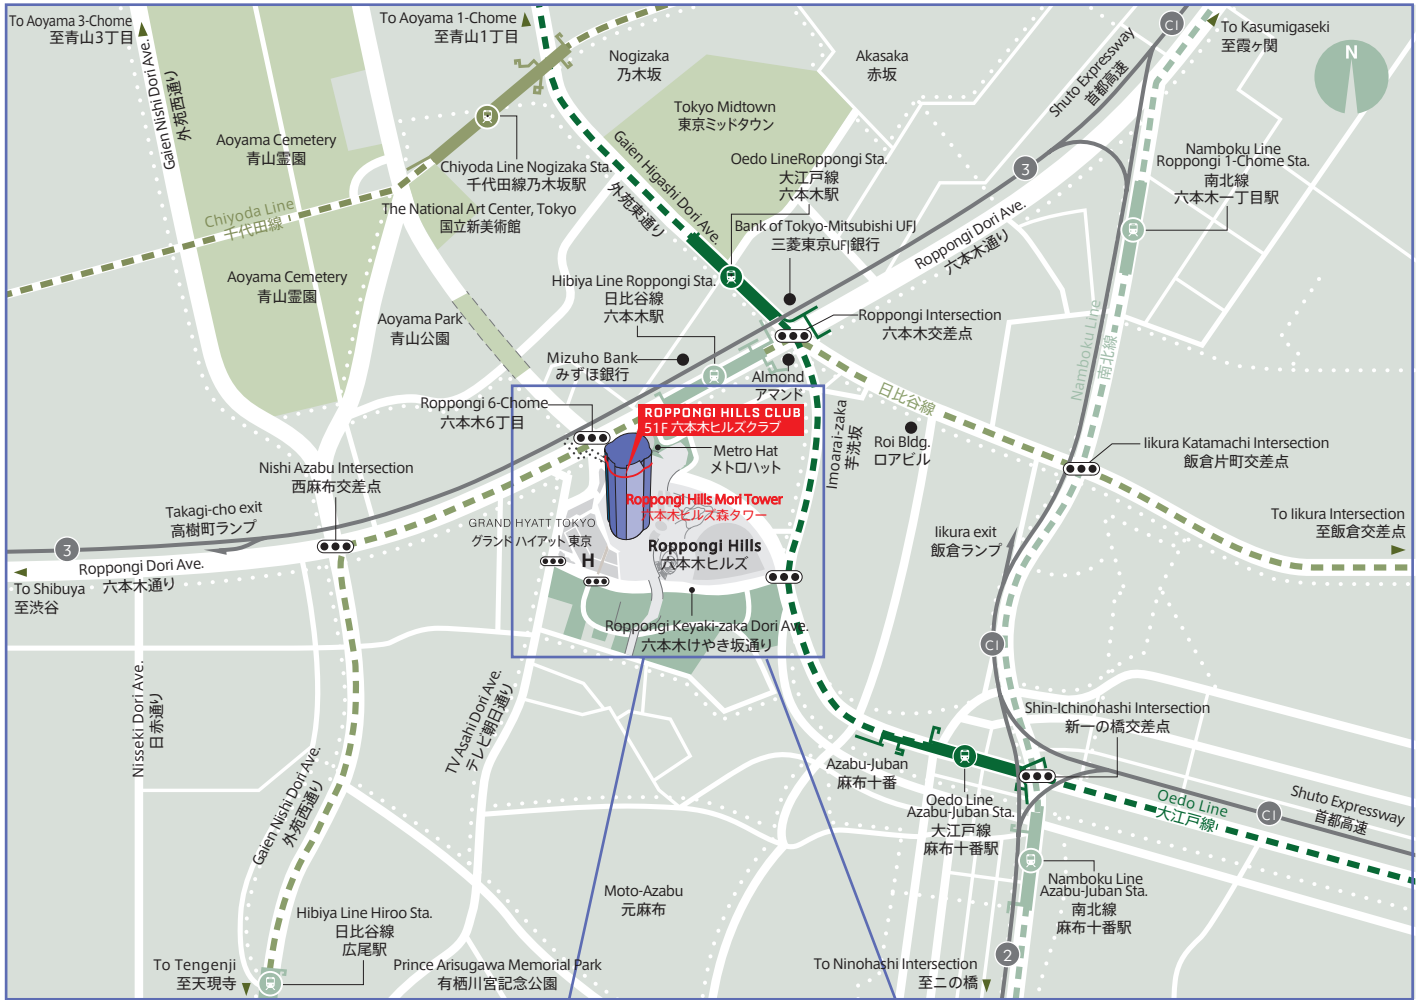 To Aoyama 3-Chome
至青山3丁目
To Aoyama 1-Chome
至青山1丁目
Nogizaka
乃木坂
Akasaka
赤坂
C1
To Kasumigaseki
至霞ヶ関
N
Shuto Expressway
首都高速
Gaien Nishi Dori Ave.
外苑西通り
Aoyama Cemetery
青山霊園
Tokyo Midtown
東京ミッドタウン
Chiyoda Line Nogizaka Sta.
千代田線乃木坂駅
Gaien Higashi Dori Ave.
外苑東通り
Oedo LineRoppongi Sta.
大江戸線
六本木駅
3
Namboku Line
Roppongi 1-Chome Sta.
南北線
六本木一丁目駅
Chiyoda Line
千代田線
The National Art Center, Tokyo
国立新美術館
Bank of Tokyo-Mitsubishi UFJ
三菱東京UFJ銀行
Roppongi Dori Ave.
六本木通り
Aoyama Cemetery
青山霊園
Hibiya Line Roppongi Sta.
日比谷線
六本木駅
Aoyama Park
青山公園
Roppongi Intersection
六本木交差点
Namboku Line
南北線
Mizuho Bank
みずほ銀行
Almond
アマンド
日比谷線
Roppongi 6-Chome
六本木6丁目
ROPPONGI HILLS CLUB
51F 六本木ヒルズクラブ
Imoarai-zaka
芋洗坂
Roi Bldg.
ロアビル
Iikura Katamachi Intersection
飯倉片町交差点
Metro Hat
メトロハット
Nishi Azabu Intersection
西麻布交差点
Roppongi Hills Mori Tower
六本木ヒルズ森タワー
Takagi-cho exit
高樹町ランプ
GRAND HYATT TOKYO
グランド ハイアット 東京
H
Roppongi Hills
六本木ヒルズ
Iikura exit
飯倉ランプ
To Iikura Intersection
至飯倉交差点
3
Roppongi Dori Ave.
六本木通り
To Shibuya
至渋谷
Roppongi Keyaki-zaka Dori Ave.
六本木けやき坂通り
C1
Nisseki Dori Ave.
日赤通り
TV Asahi Dori Ave.
テレビ朝日通り
Shin-Ichinohashi Intersection
新一の橋交差点
Gaien Nishi Dori Ave.
外苑西通り
Azabu-Juban
麻布十番
Oedo Line
Azabu-Juban Sta.
大江戸線
麻布十番駅
Oedo Line
大江戸線
C1
Shuto Expressway
首都高速
Moto-Azabu
元麻布
Namboku Line
Azabu-Juban Sta.
南北線
麻布十番駅
Hibiya Line Hiroo Sta.
日比谷線
広尾駅
2
To Tengenji
至天現寺
Prince Arisugawa Memorial Park
有栖川宮記念公園
To Ninohashi Intersection
至ニの橋